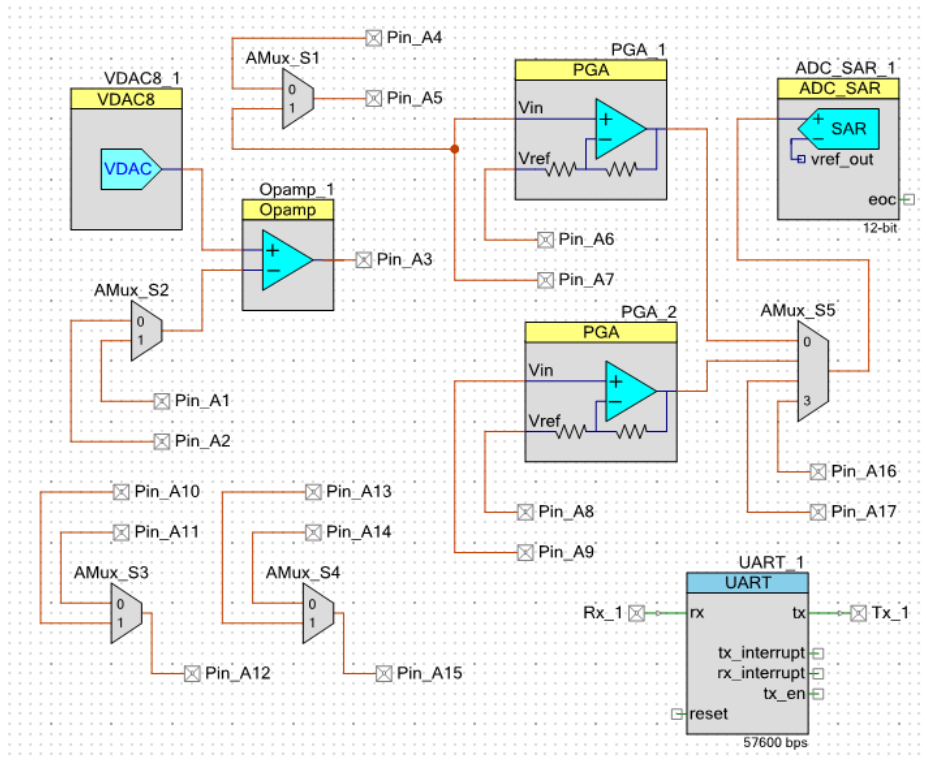 Pin_A4
AMux_S1
0
1
Pin_A5
VDAC8_1
VDAC8
VDAC
PGA_1
PGA
Vin
+
−
Vref
Pin_A6
Pin_A7
ADC_SAR_1
ADC_SAR
+
−
SAR
vref_out
eoc
12-bit
Opamp_1
Opamp
+
−
Pin_A3
AMux_S2
0
1
Pin_A1
Pin_A2
PGA_2
PGA
Vin
+
−
Vref
Pin_A8
Pin_A9
AMux_S5
0
3
Pin_A16
Pin_A17
Pin_A10
Pin_A11
AMux_S3
0
1
Pin_A12
Pin_A13
Pin_A14
AMux_S4
0
1
Pin_A15
UART_1
UART
Rx_1
rx
tx
Tx_1
tx_interrupt
rx_interrupt
tx_en
reset
57600 bps